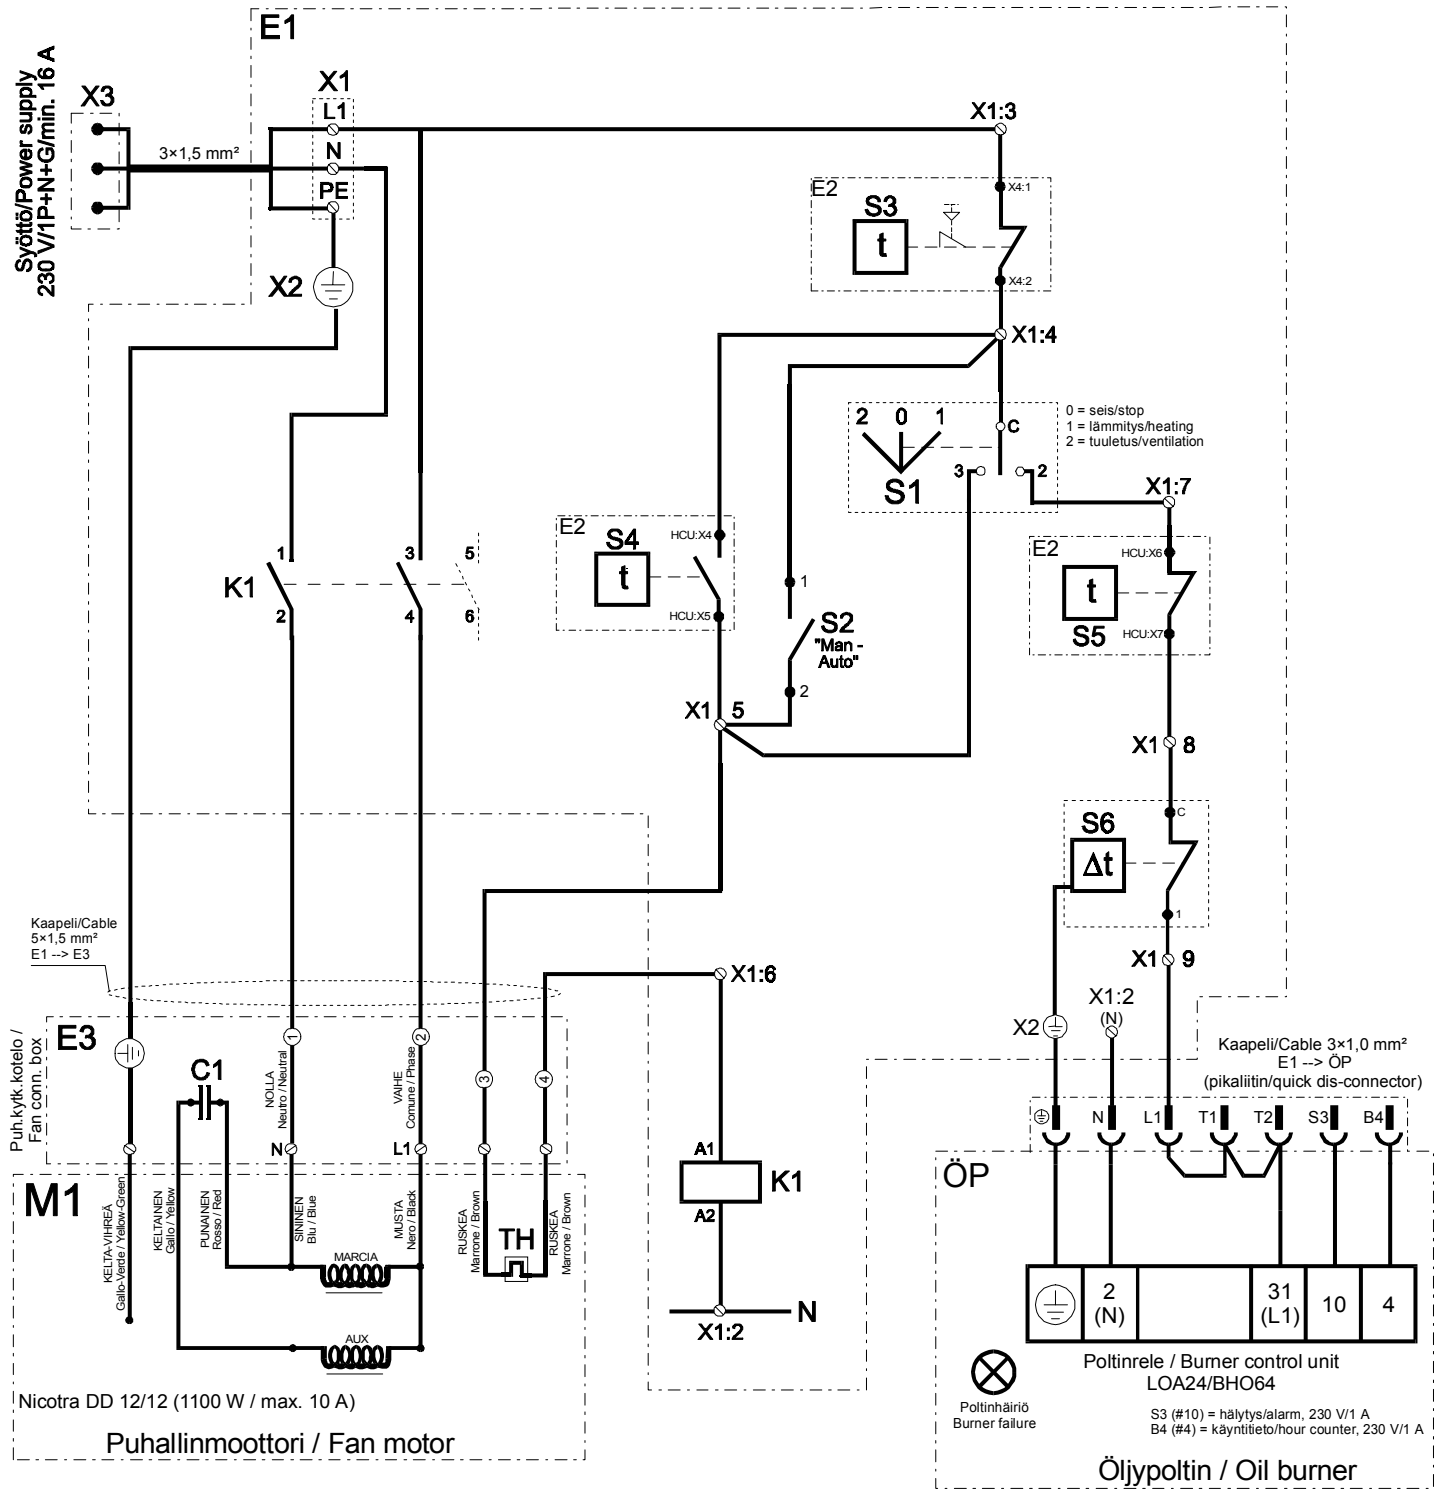 E1
Syöttö/Power supply
230 V/1P+N+G/min. 16 A
X3
X1
L1
N
PE
3×1,5 mm²
X2
X1:3
E2
S3
t
X4:1
X4:2
X1:4
2 0 1
C
3
2
S1
0 = seis/stop
1 = lämmitys/heating
2 = tuuletus/ventilation
X1:7
E2
S4
t
HCU:X4
HCU:X5
1
S2
"Man -
Auto"
2
E2
HCU:X6
t
S5
HCU:X7
K1
1
2
3
4
5
6
X1 5
X1 8
S6
Δt
C
1
X1 9
Kaapeli/Cable
5×1,5 mm²
E1 --> E3
X1:6
X2
X1:2
(N)
Kaapeli/Cable 3×1,0 mm²
E1 --> ÖP
(pikaliitin/quick dis-connector)
Puh.kytk.kotelo /
Fan conn. box
E3
C1
1
NOLLA
Neutro / Neutral
2
VAIHE
Comune / Phase
3
4
N
L1
A1
K1
A2
N
X1:2
N
L1
T1
T2
S3
B4
M1
KELTA-VIHREÄ
Gallo-Verde / Yellow-Green
KELTAINEN
Gallo / Yellow
PUNAINEN
Rosso / Red
SININEN
Blu / Blue
MUSTA
Nero / Black
RUSKEA
Marrone / Brown
TH
RUSKEA
Marrone / Brown
MARCIA
AUX
Nicotra DD 12/12 (1100 W / max. 10 A)
Puhallinmoottori / Fan motor
ÖP
2
(N)
31
(L1)
10
4
Poltinrele / Burner control unit
LOA24/BHO64
Poltinhäiriö
Burner failure
S3 (#10) = hälytys/alarm, 230 V/1 A
B4 (#4) = käyntitieto/hour counter, 230 V/1 A
Öljypoltin / Oil burner